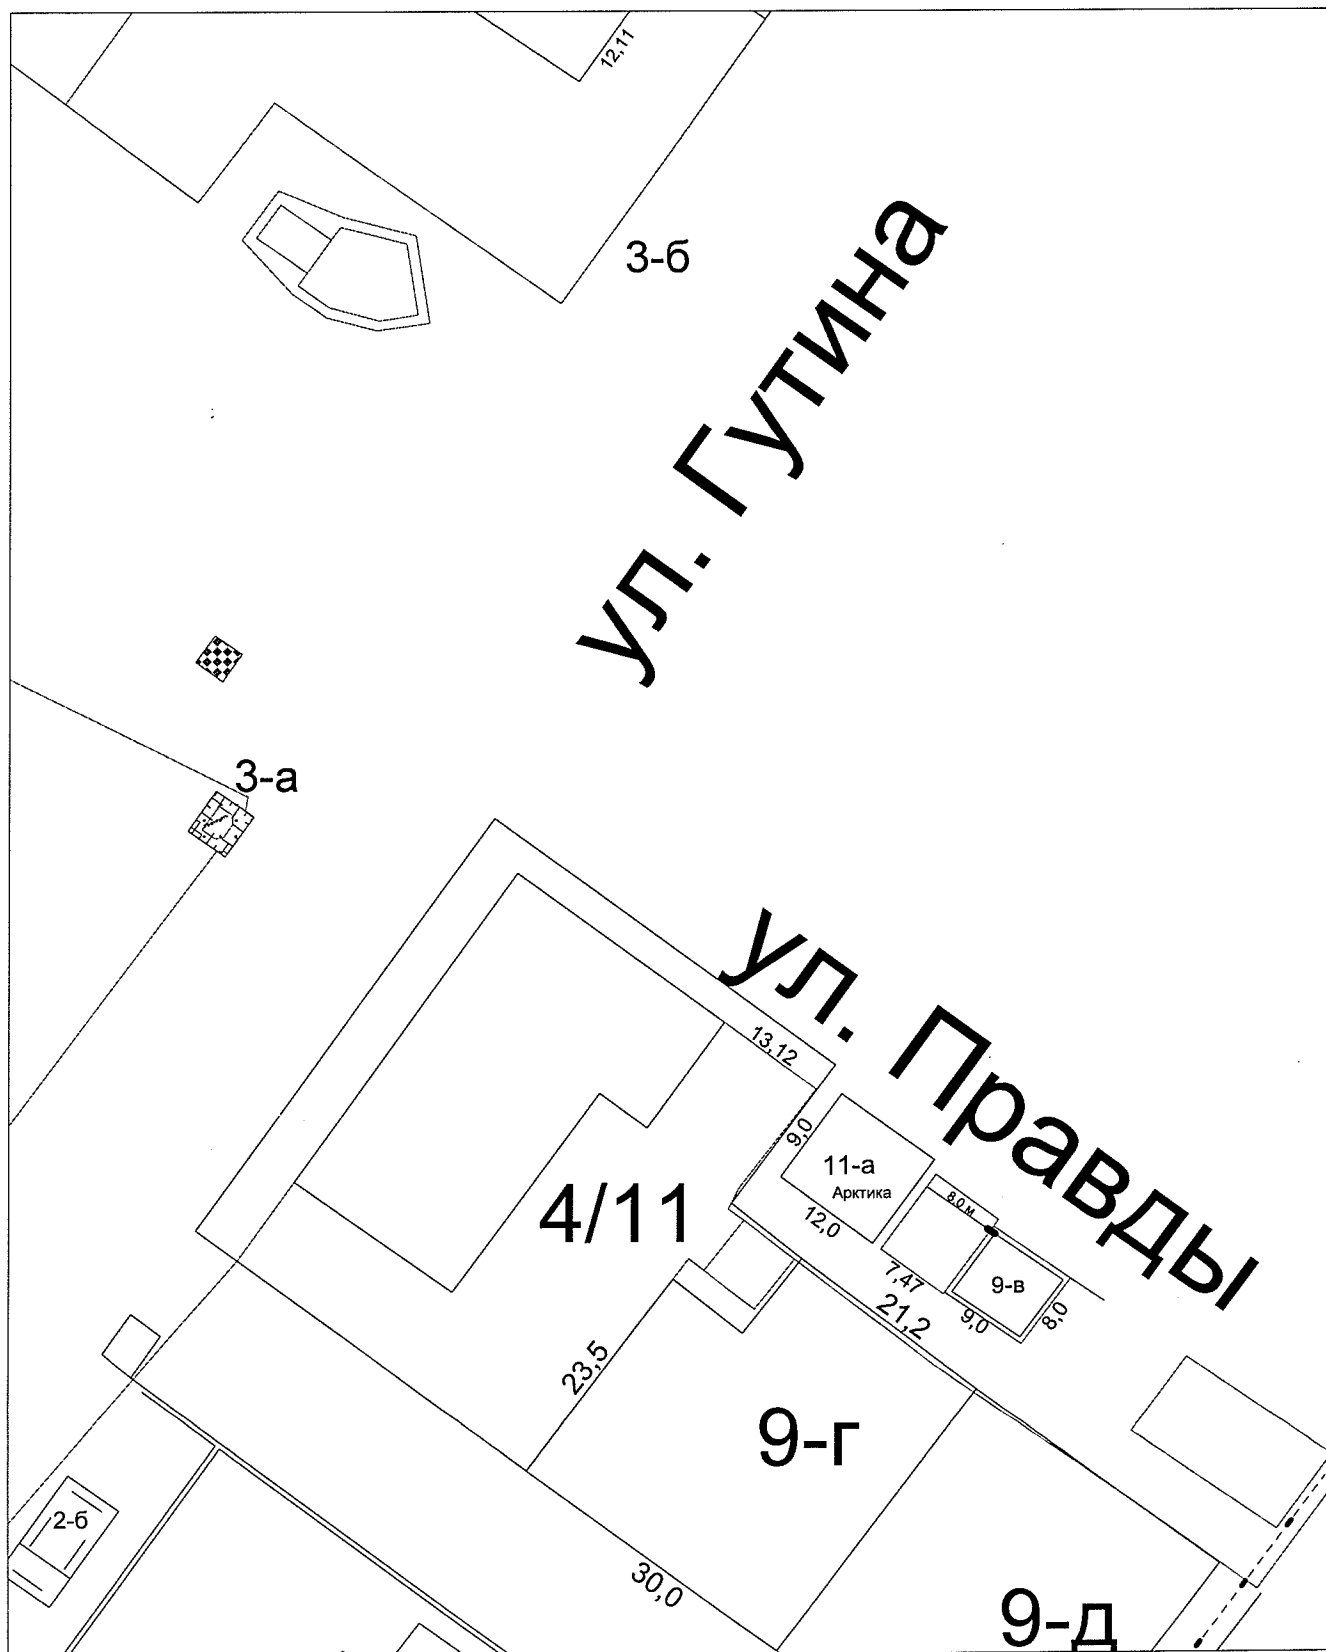 12,11
3-б
ул. Гутина
3-а
ул. Правды
13,12
9,0
11-а
Арктика
12,0
8,0 м
4/11
7,47
9-в
9,0
8,0
21,2
23,5
9-г
2-б
30,0
9-д